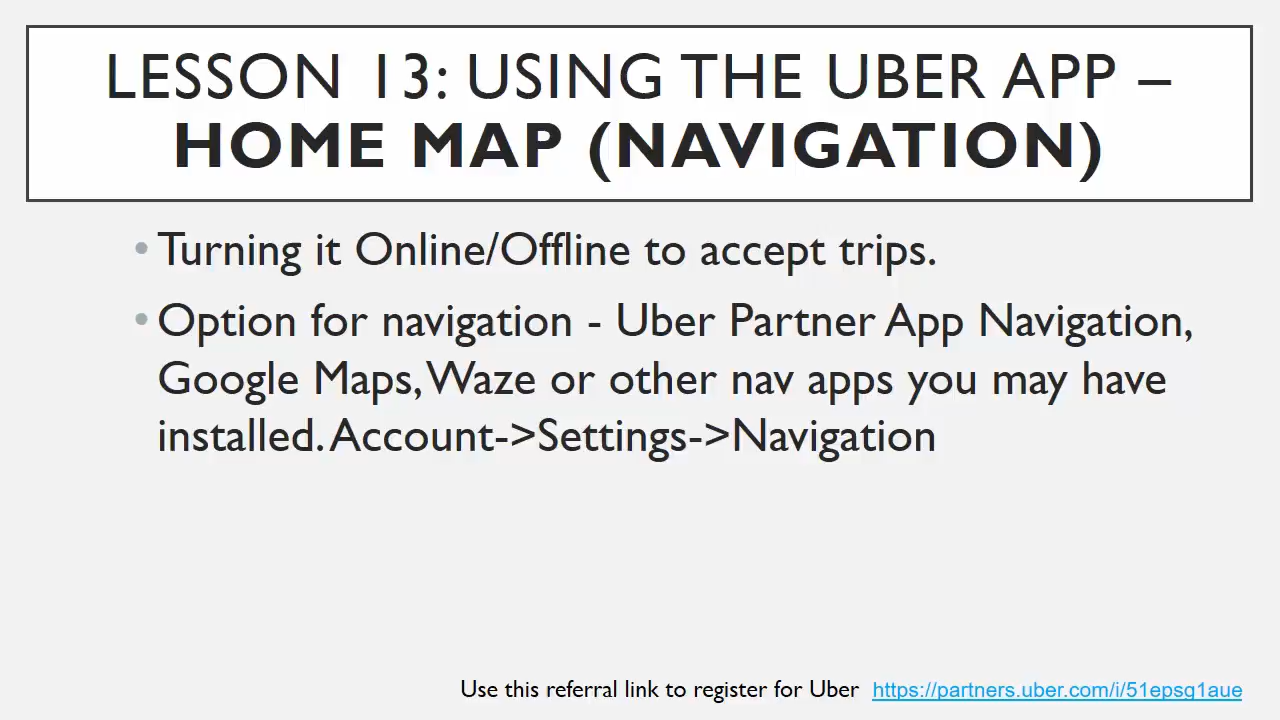 LESSON 13: USING THE UBER APP –
HOME MAP (NAVIGATION)
• Turning it Online/Offline to accept trips.
• Option for navigation - Uber Partner App Navigation,
Google Maps, Waze or other nav apps you may have
installed. Account->Settings->Navigation
Use this referral link to register for Uber https://partners.uber.com/i/51epsq1aue